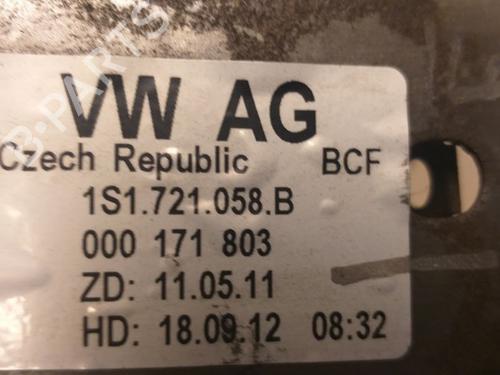 VW AG
Czech Republic BCF
1S1.721.058.B
000 171 803
ZD: 11.05.11
HD: 18.09.12 08:32